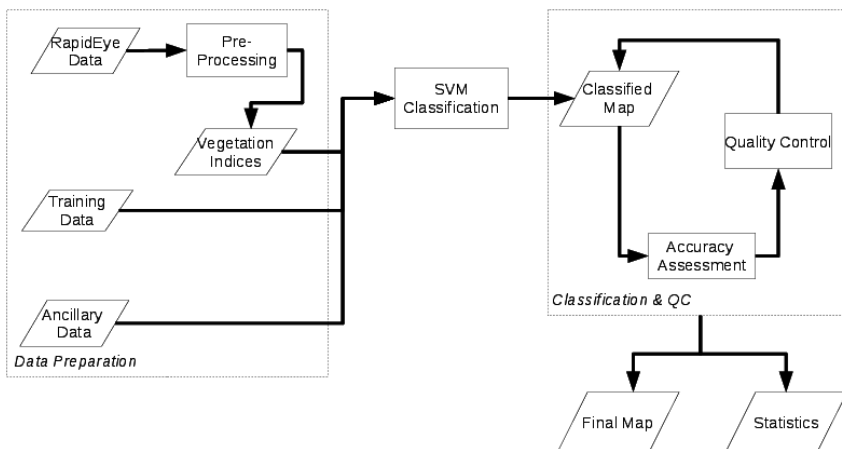 RapidEye
Data
Pre-
Processing
Vegetation
Indices
Training
Data
Ancillary
Data
Data Preparation
SVM
Classification
Classified
Map
Quality Control
Accuracy
Assessment
Classification & QC
Final Map
Statistics